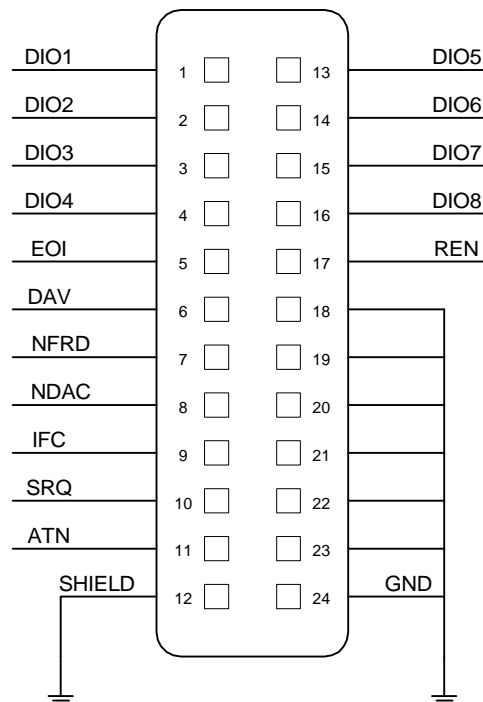 DIO1 1 13 DIO5
DIO2 2 14 DIO6
DIO3 3 15 DIO7
DIO4 4 16 DIO8
EOI 5 17 REN
DAV 6 18
NFRD 7 19
NDAC 8 20
IFC 9 21
SRQ 10 22
ATN 11 23
SHIELD 12 24 GND